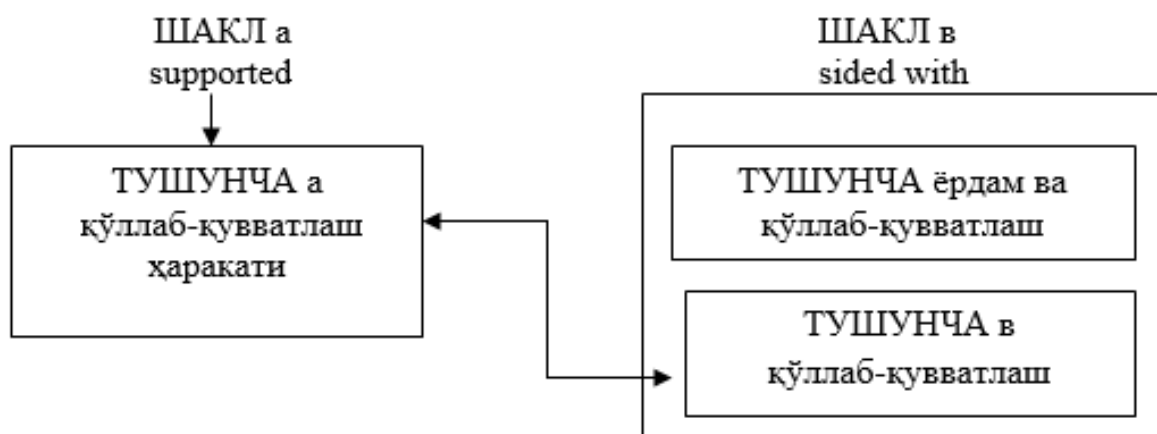 ШАКЛ а
supported
ТУШУНЧА а
қўллаб-қувватлаш
ҳаракати
ШАКЛ в
sided with
ТУШУНЧА ёрдам ва
қўллаб-қувватлаш
ТУШУНЧА в
қўллаб-қувватлаш